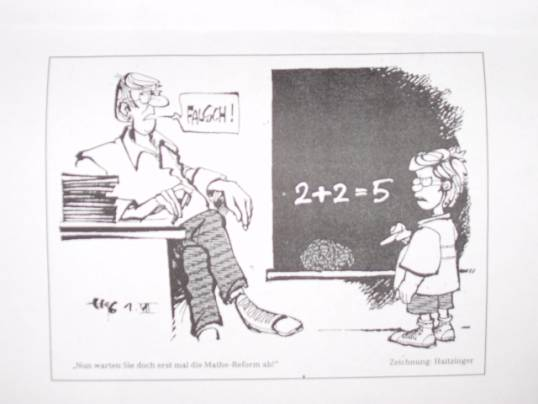 FALSCH!
2+2=5
„Nun warten Sie doch erst mal die Mathe-Reform ab!"
Zeichnung: Haitzinger